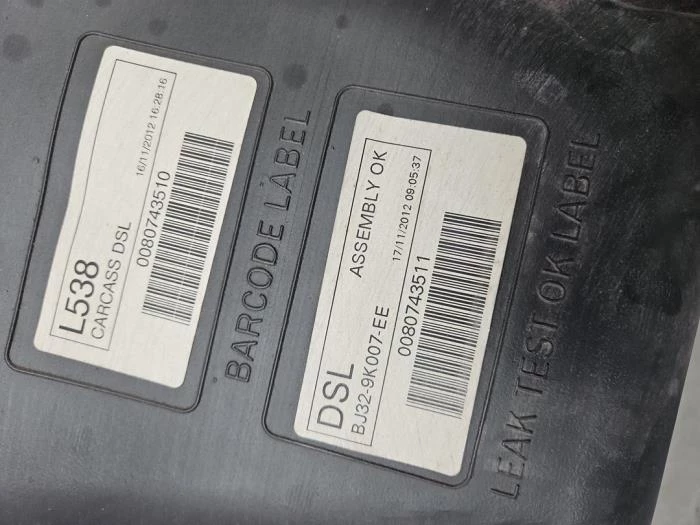 L538
CARCASS DSL
16/11/2012 16:28:16
0080743510
BARCODE LABEL
DSL
BJ32-9K007-EE
ASSEMBLY OK
17/11/2012 09:05:37
0080743511
LEAK TEST OK LABEL